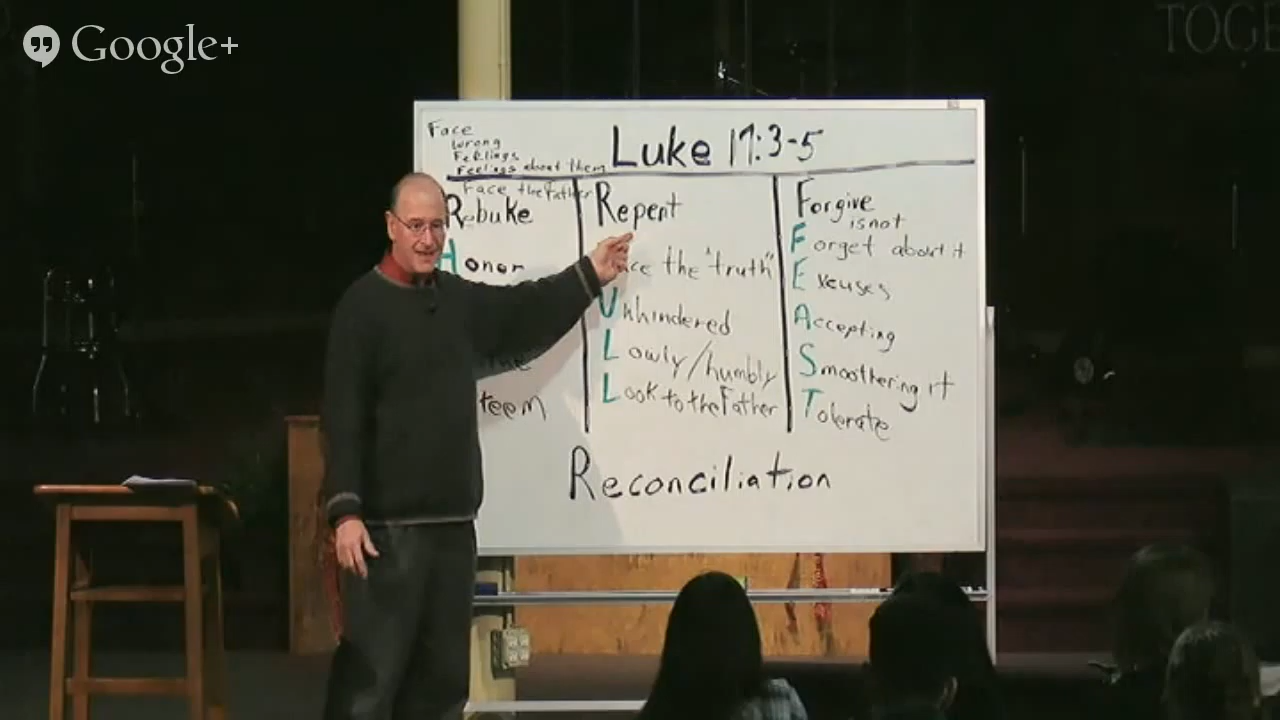 Google+
TOGE
Face
Wrong
Feelings
Feelings about them
Face the Father
Luke 17:3-5
Rebuke
Honor
teem
Repent
ce the "truth"
Unhindered
Lowly/humbly
Look to the Father
Forgive
is not
Forget about it
Excuses
Accepting
Smoothering it
Tolerate
Reconciliation